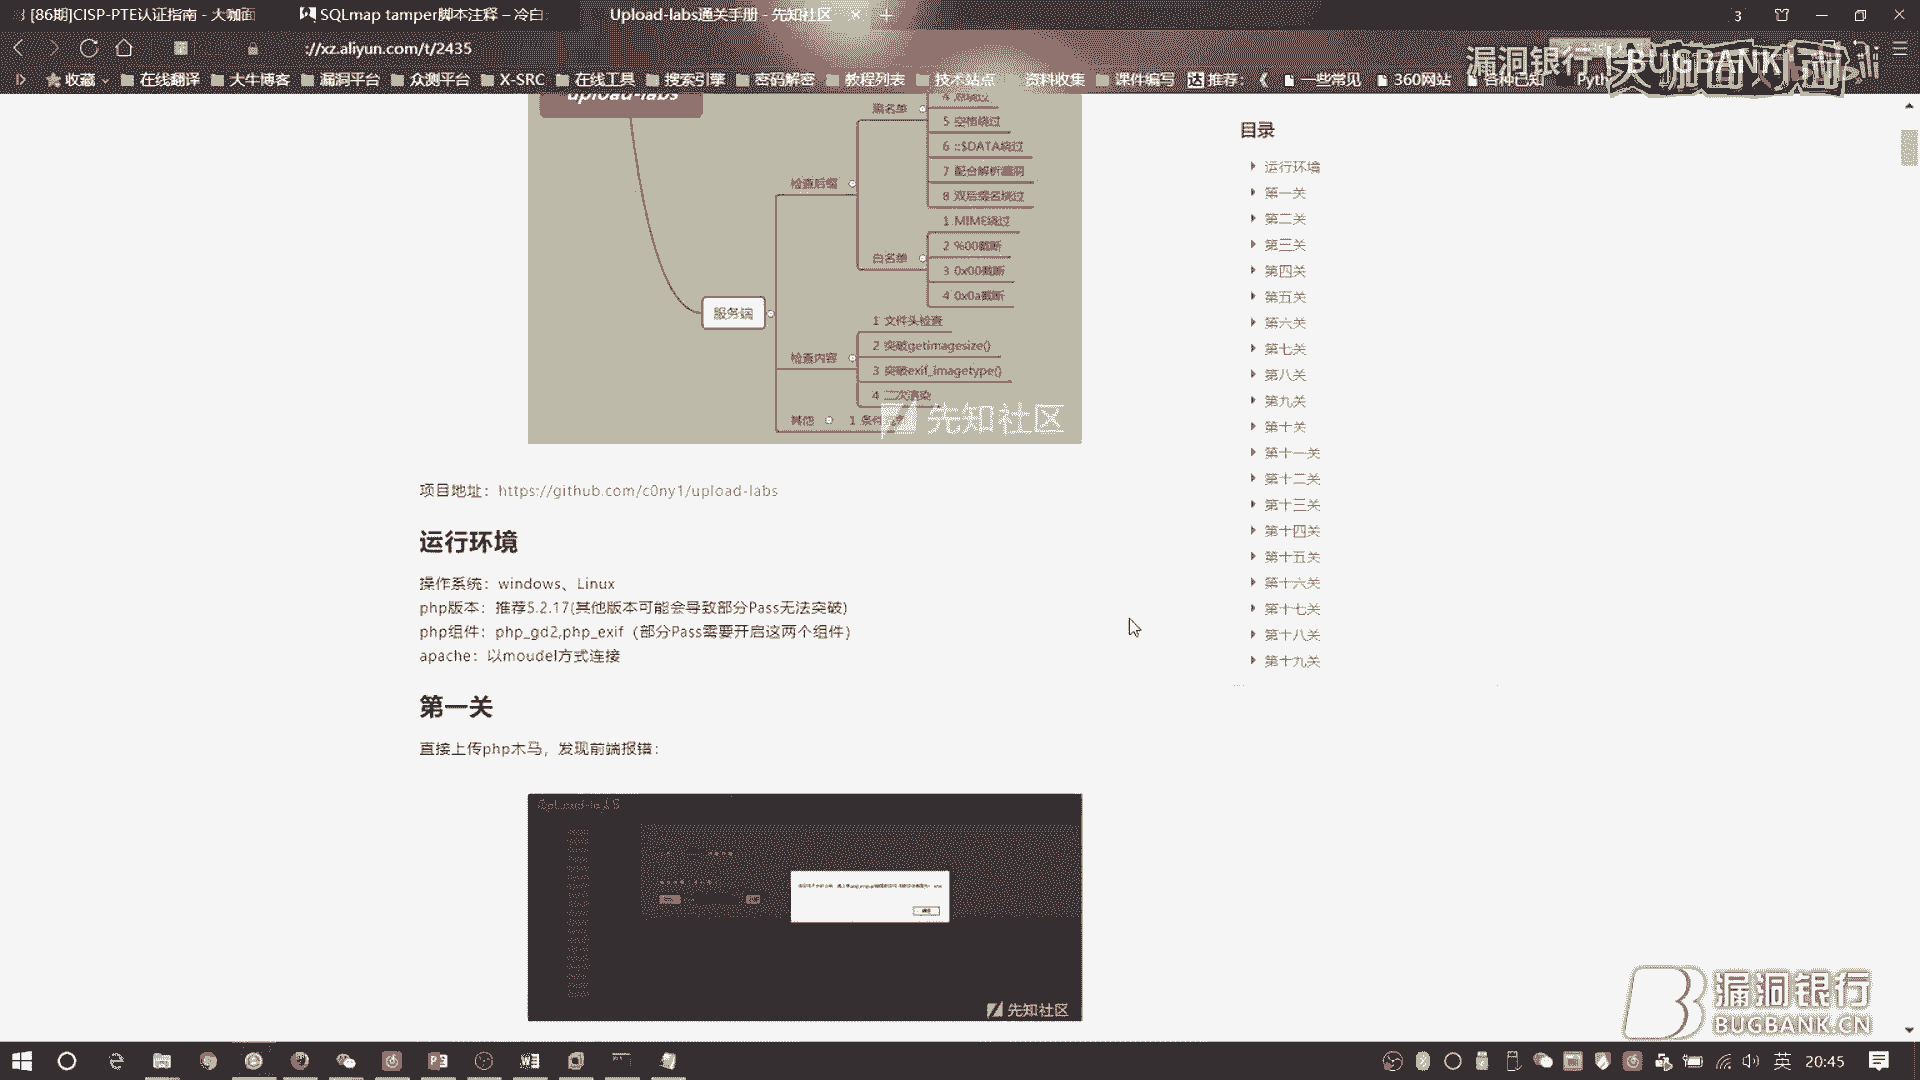 [86期]CISP-PTE认证指南 - 大咖面
SQLmap tamper脚本注释 – 冷白
Upload-labs通关手册 - 先知社区
3
://xz.aliyun.com/t/2435
收藏
在线翻译
大牛博客
漏洞平台
众测平台
X-SRC
在线工具
搜索引擎
密码解密
教程列表
技术站点
资料收集
课件编写
推荐:
一些常见
360网站
各种已知
Pyth
漏洞银行 | BUGBANK
大咖面对面
upload-labs
黑名单
5 空格绕过
6 ::$DATA绕过
检查后缀
7 配合解析漏洞
8 双后缀名绕过
1 MIME绕过
2 %00截断
白名单
3 0x00截断
4 0x0a截断
服务端
1 文件头检查
2 突破getimagesize()
检查内容
3 突破exif_imagetype()
4 二次渲染
其他
先知社区
目录
运行环境
第一关
第二关
第三关
第四关
第五关
第六关
第七关
第八关
第九关
第十关
第十一关
第十二关
第十三关
第十四关
第十五关
第十六关
第十七关
第十八关
第十九关
项目地址：https://github.com/c0ny1/upload-labs
运行环境
操作系统：windows、Linux
php版本：推荐5.2.17(其他版本可能会导致部分Pass无法突破)
php组件：php_gd2,php_exif（部分Pass需要开启这两个组件）
apache：以moudel方式连接
第一关
直接上传php木马，发现前端报错：
先知社区
漏洞银行
BUGBANK.CN
英
20:45